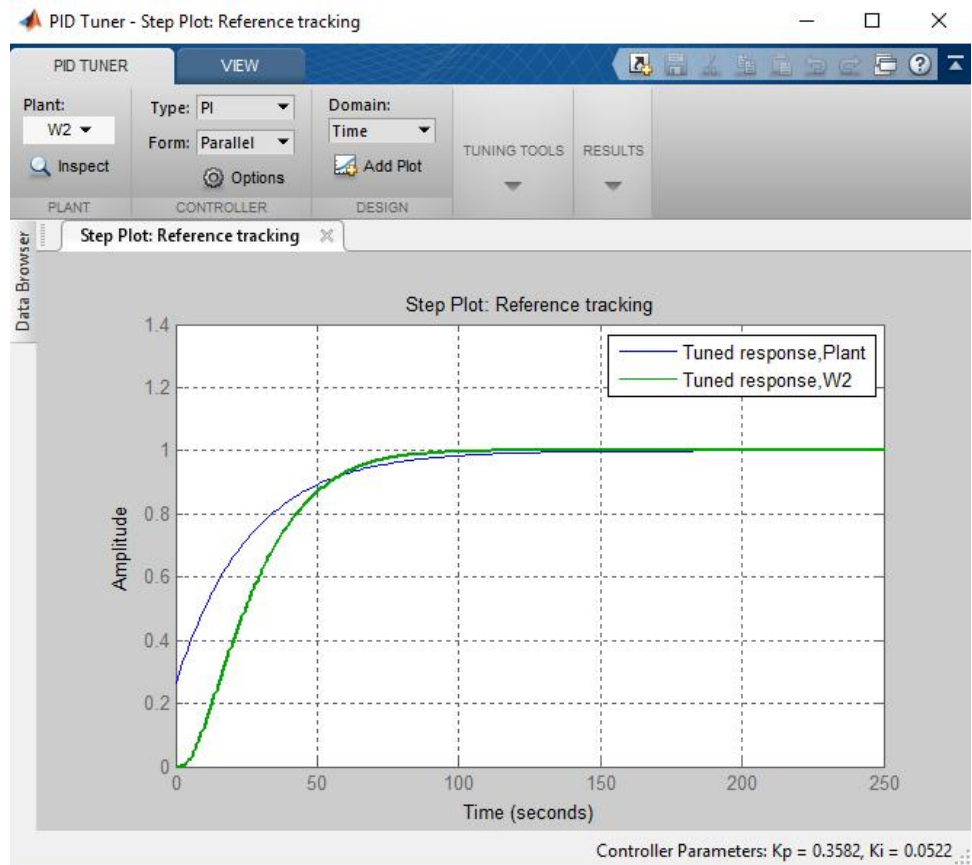 PID Tuner - Step Plot: Reference tracking
PID TUNER VIEW
Plant: Type: PI Domain:
W2 Form: Parallel Time
Inspect Options Add Plot TUNING TOOLS RESULTS
PLANT CONTROLLER DESIGN
Data Browser
Step Plot: Reference tracking
Step Plot: Reference tracking
Tuned response,Plant
Tuned response,W2
1.4
1.2
1
0.8
0.6
0.4
0.2
0
Amplitude
0 50 100 150 200 250
Time (seconds)
Controller Parameters: Kp = 0.3582, Ki = 0.0522